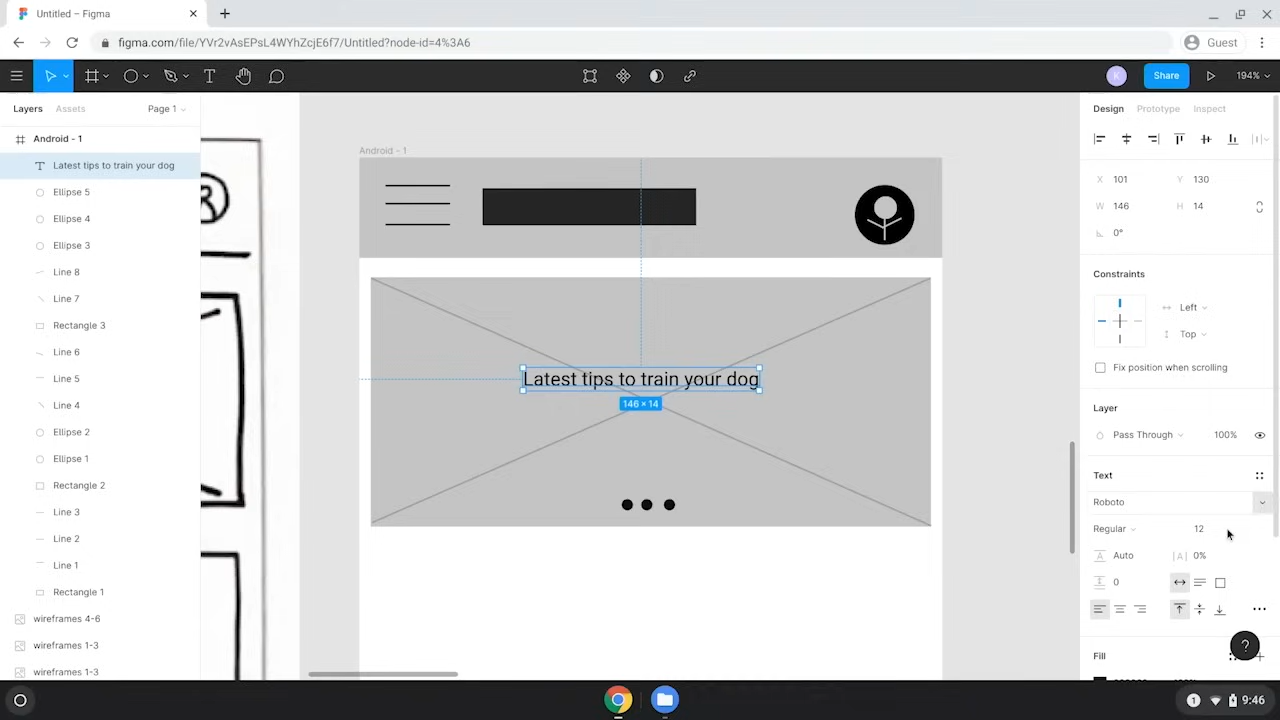 Untitled – Figma
figma.com/file/YVr2vAsEPsL4WYhZcjE6f7/Untitled?node-id=4%3A6
Guest
K
Share
194%
Layers
Assets
Page 1
Design
Prototype
Inspect
Android - 1
Latest tips to train your dog
Ellipse 5
Ellipse 4
Ellipse 3
Line 8
Line 7
Rectangle 3
Line 6
Line 5
Line 4
Ellipse 2
Ellipse 1
Rectangle 2
Line 3
Line 2
Line 1
Rectangle 1
wireframes 4-6
wireframes 1-3
wireframes 1-3
Android - 1
Latest tips to train your dog
146 × 14
X 101 Y 130
W 146 H 14
0°
Constraints
Left
Top
Fix position when scrolling
Layer
Pass Through 100%
Text
Roboto
Regular 12
Auto |A| 0%
0
Fill
?
1 9:46